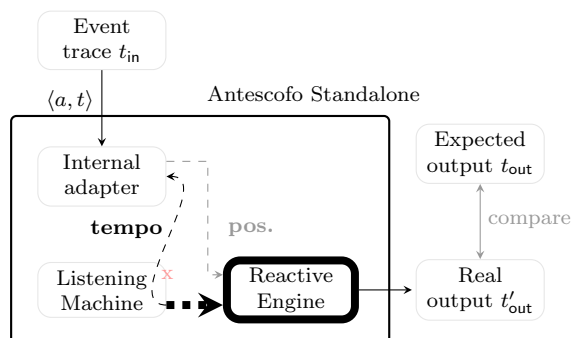 Event
trace t_in
⟨a, t⟩
Antescofo Standalone
Internal
adapter
Expected
output t_out
tempo
pos.
compare
x
Listening
Machine
Reactive
Engine
Real
output t'_out